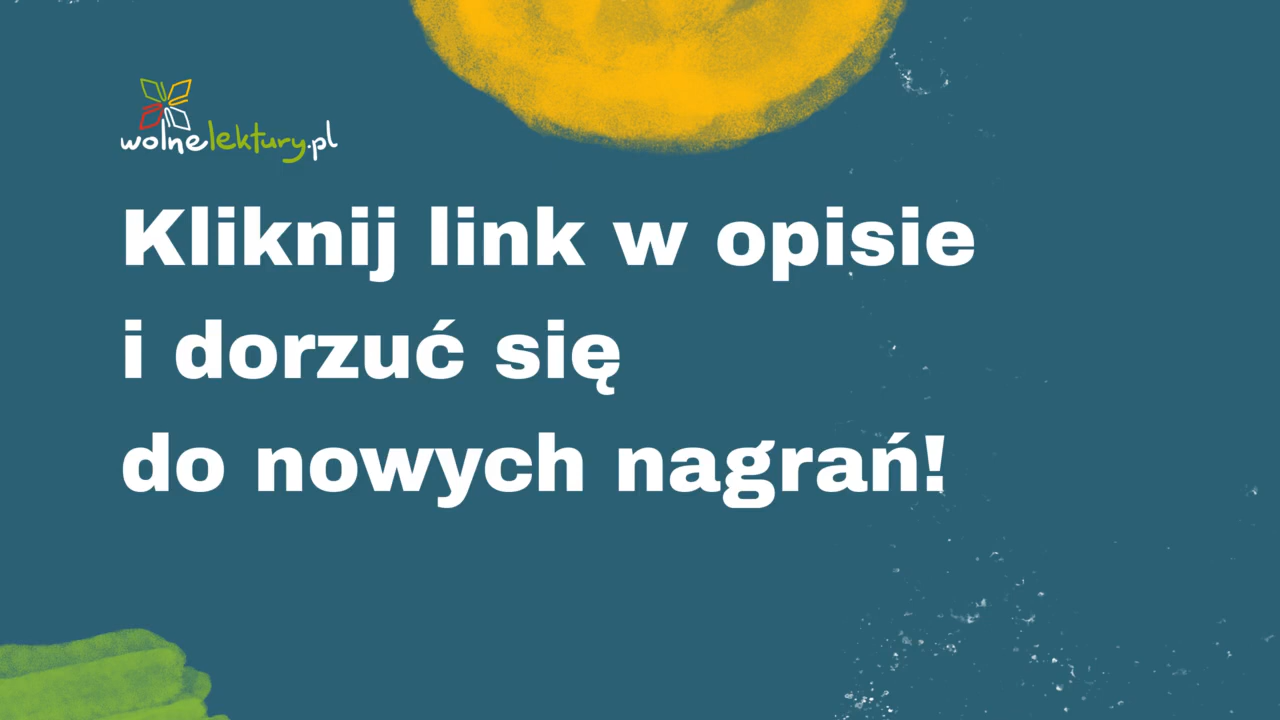 wolnelektury.pl
Kliknij link w opisie
i dorzuć się
do nowych nagrań!